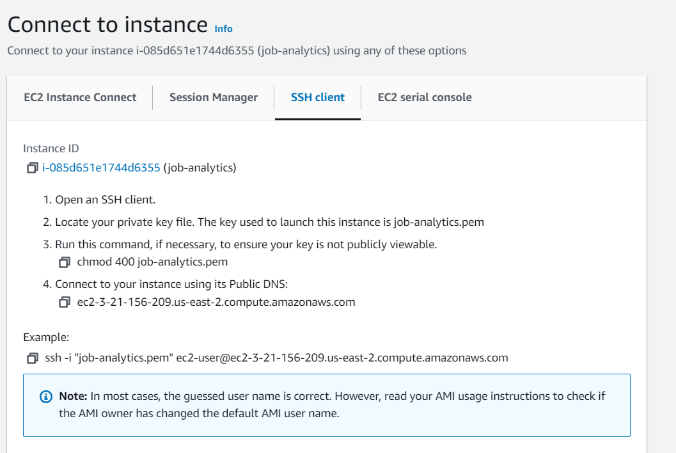 Connect to instance Info
Connect to your instance i-085d651e1744d6355 (job-analytics) using any of these options
EC2 Instance Connect Session Manager SSH client EC2 serial console
Instance ID
i-085d651e1744d6355 (job-analytics)
1. Open an SSH client.
2. Locate your private key file. The key used to launch this instance is job-analytics.pem
3. Run this command, if necessary, to ensure your key is not publicly viewable.
chmod 400 job-analytics.pem
4. Connect to your instance using its Public DNS:
ec2-3-21-156-209.us-east-2.compute.amazonaws.com
Example:
ssh -i "job-analytics.pem" ec2-user@ec2-3-21-156-209.us-east-2.compute.amazonaws.com
Note: In most cases, the guessed user name is correct. However, read your AMI usage instructions to check if
the AMI owner has changed the default AMI user name.